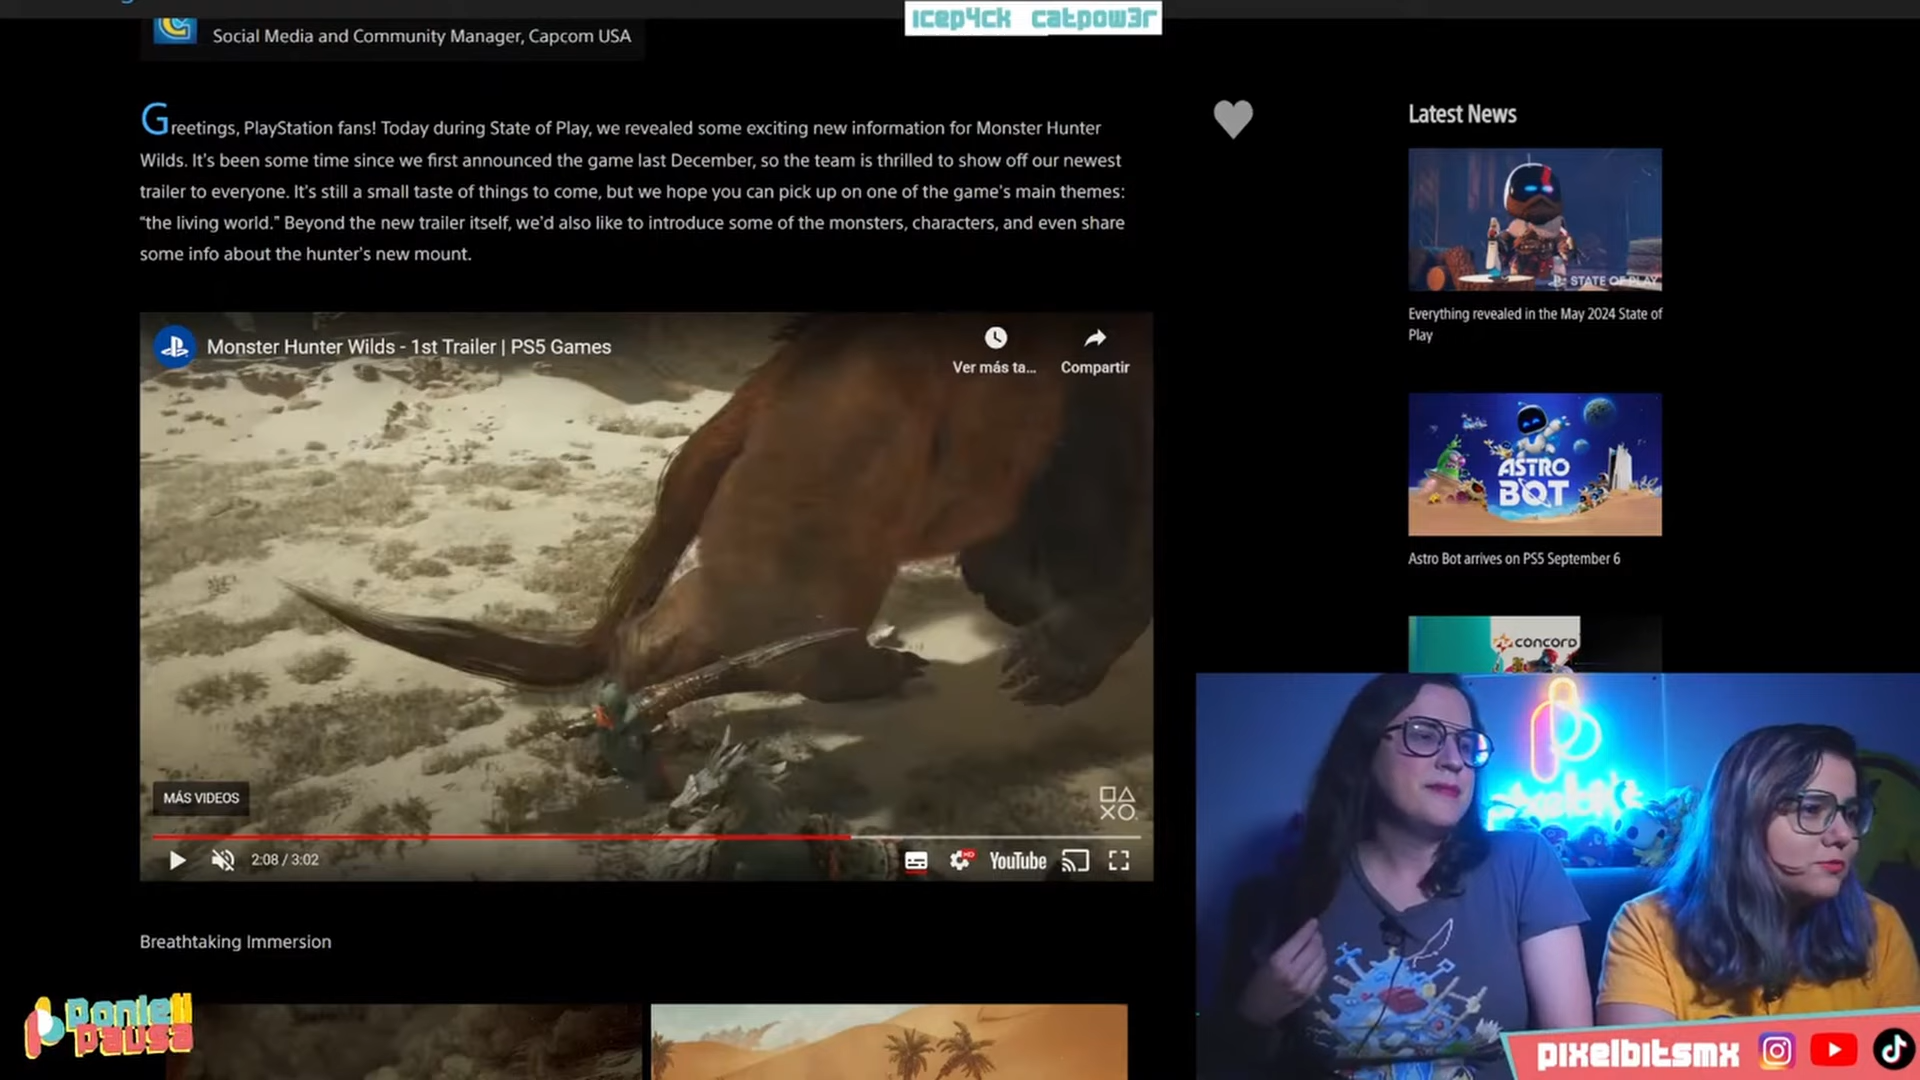 icep4ck catpow3r
Social Media and Community Manager, Capcom USA
Greetings, PlayStation fans! Today during State of Play, we revealed some exciting new information for Monster Hunter
Wilds. It's been some time since we first announced the game last December, so the team is thrilled to show off our newest
trailer to everyone. It's still a small taste of things to come, but we hope you can pick up on one of the game's main themes:
“the living world.” Beyond the new trailer itself, we'd also like to introduce some of the monsters, characters, and even share
some info about the hunter's new mount.
Monster Hunter Wilds - 1st Trailer | PS5 Games
Ver más ta...
Compartir
MÁS VIDEOS
2:08 / 3:02
HD
YouTube
Breathtaking Immersion
Latest News
STATE OF PLAY
Everything revealed in the May 2024 State of
Play
ASTRO
BOT
Astro Bot arrives on PS5 September 6
CONCORD
Ponle
Pausa
pixelbitsmx